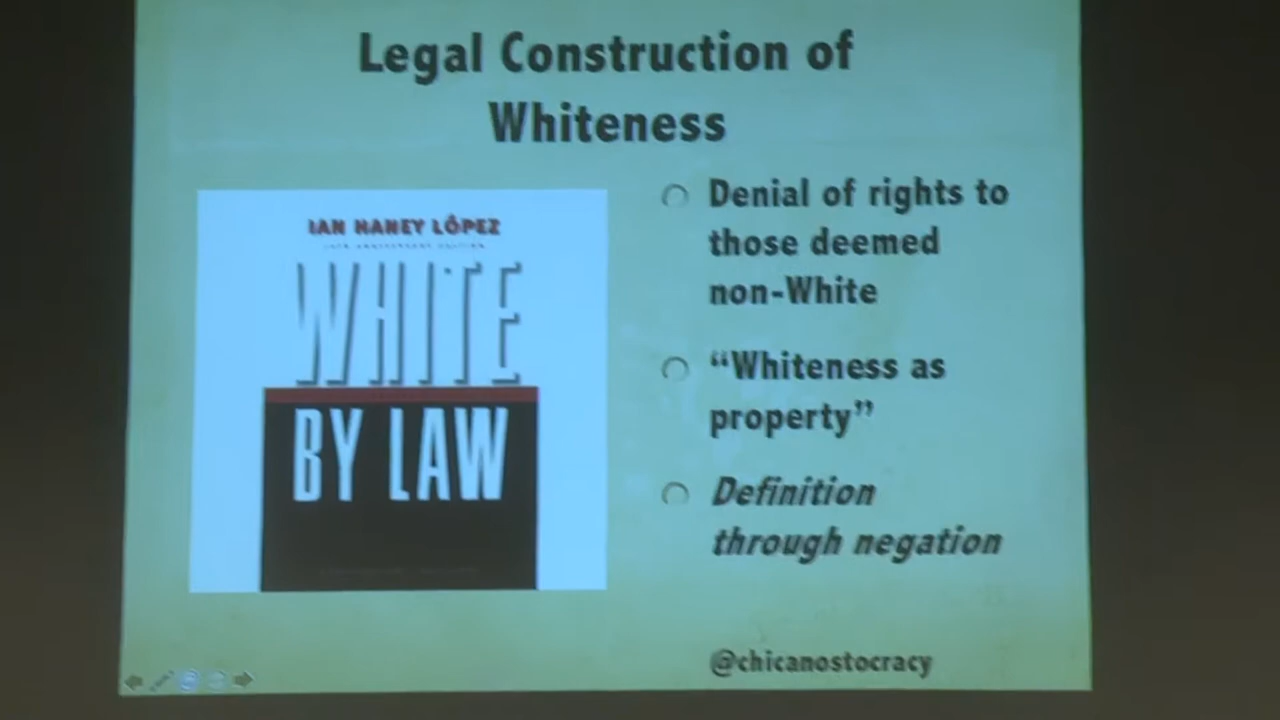 Legal Construction of
Whiteness
IAN HANEY LÓPEZ
WHITE
BY LAW
Denial of rights to
those deemed
non-White
“Whiteness as
property”
Definition
through negation
@chicanostocracy